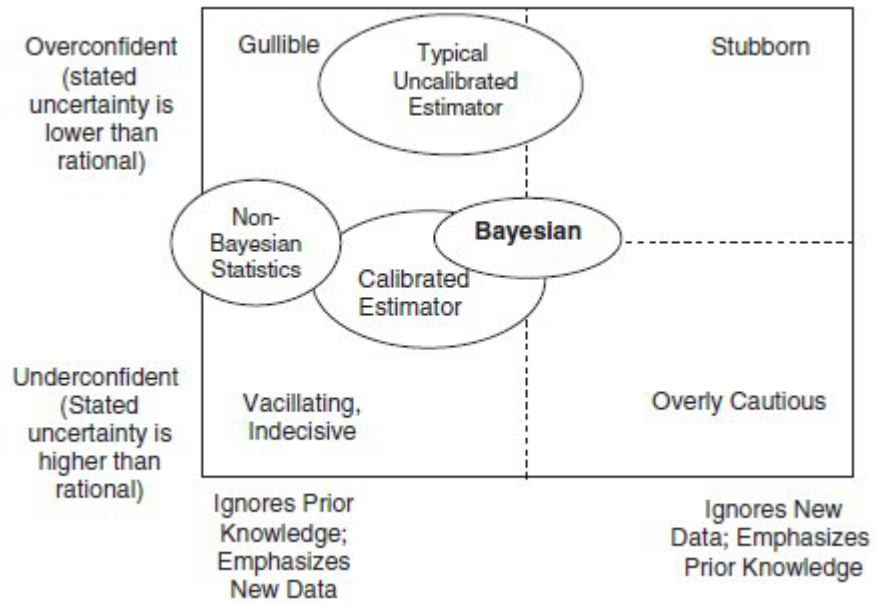 Overconfident
(stated
uncertainty is
lower than
rational)
Gullible
Typical
Uncalibrated
Estimator
Stubborn
Non-
Bayesian
Statistics
Bayesian
Calibrated
Estimator
Underconfident
(Stated
uncertainty is
higher than
rational)
Vacillating,
Indecisive
Overly Cautious
Ignores Prior
Knowledge;
Emphasizes
New Data
Ignores New
Data; Emphasizes
Prior Knowledge